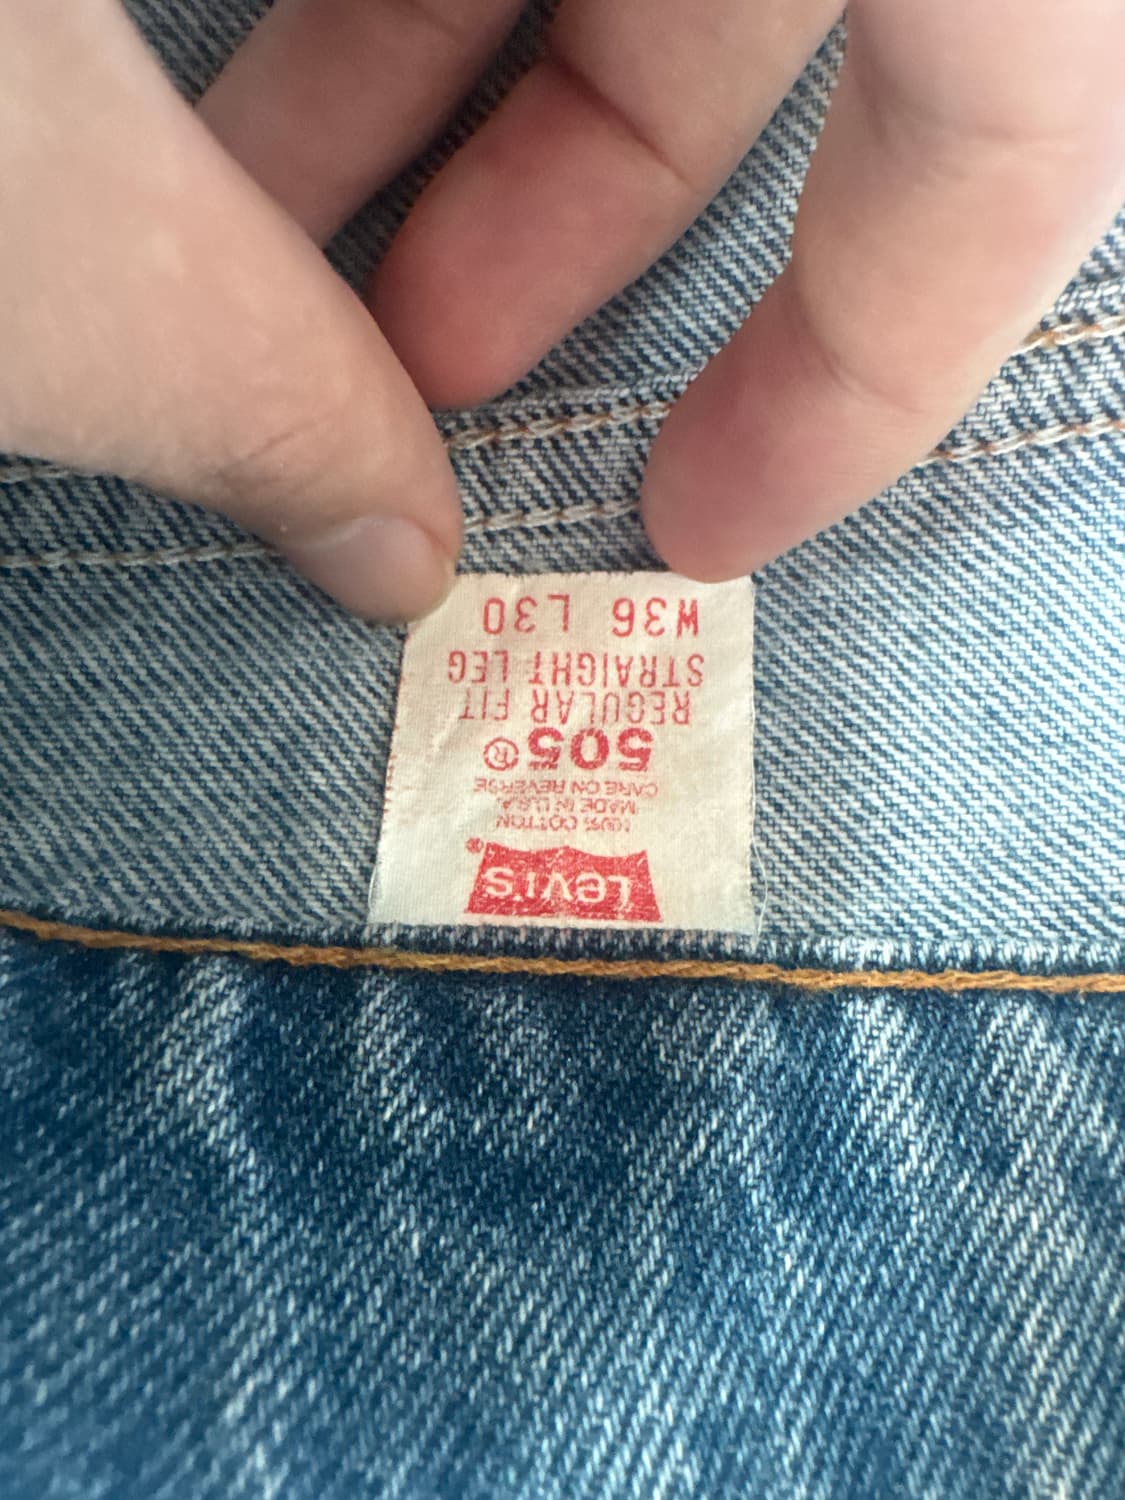 Levi's®
100% COTTON
MADE IN U.S.A.
CARE ON REVERSE
505®
REGULAR FIT
STRAIGHT LEG
W36 L30